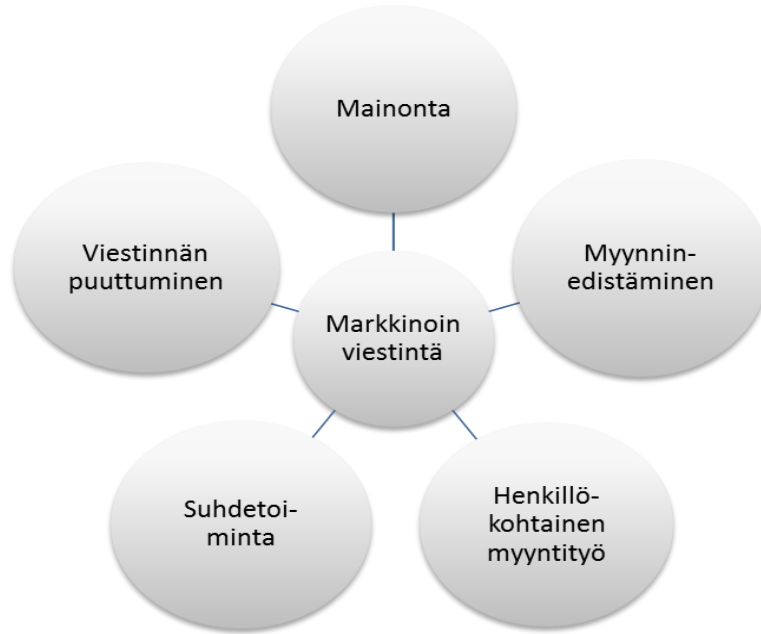 Mainonta
Myynnin-
edistäminen
Henkillö-
kohtainen
myyntityö
Suhdetoi-
minta
Viestinnän
puuttuminen
Markkinoin
viestintä